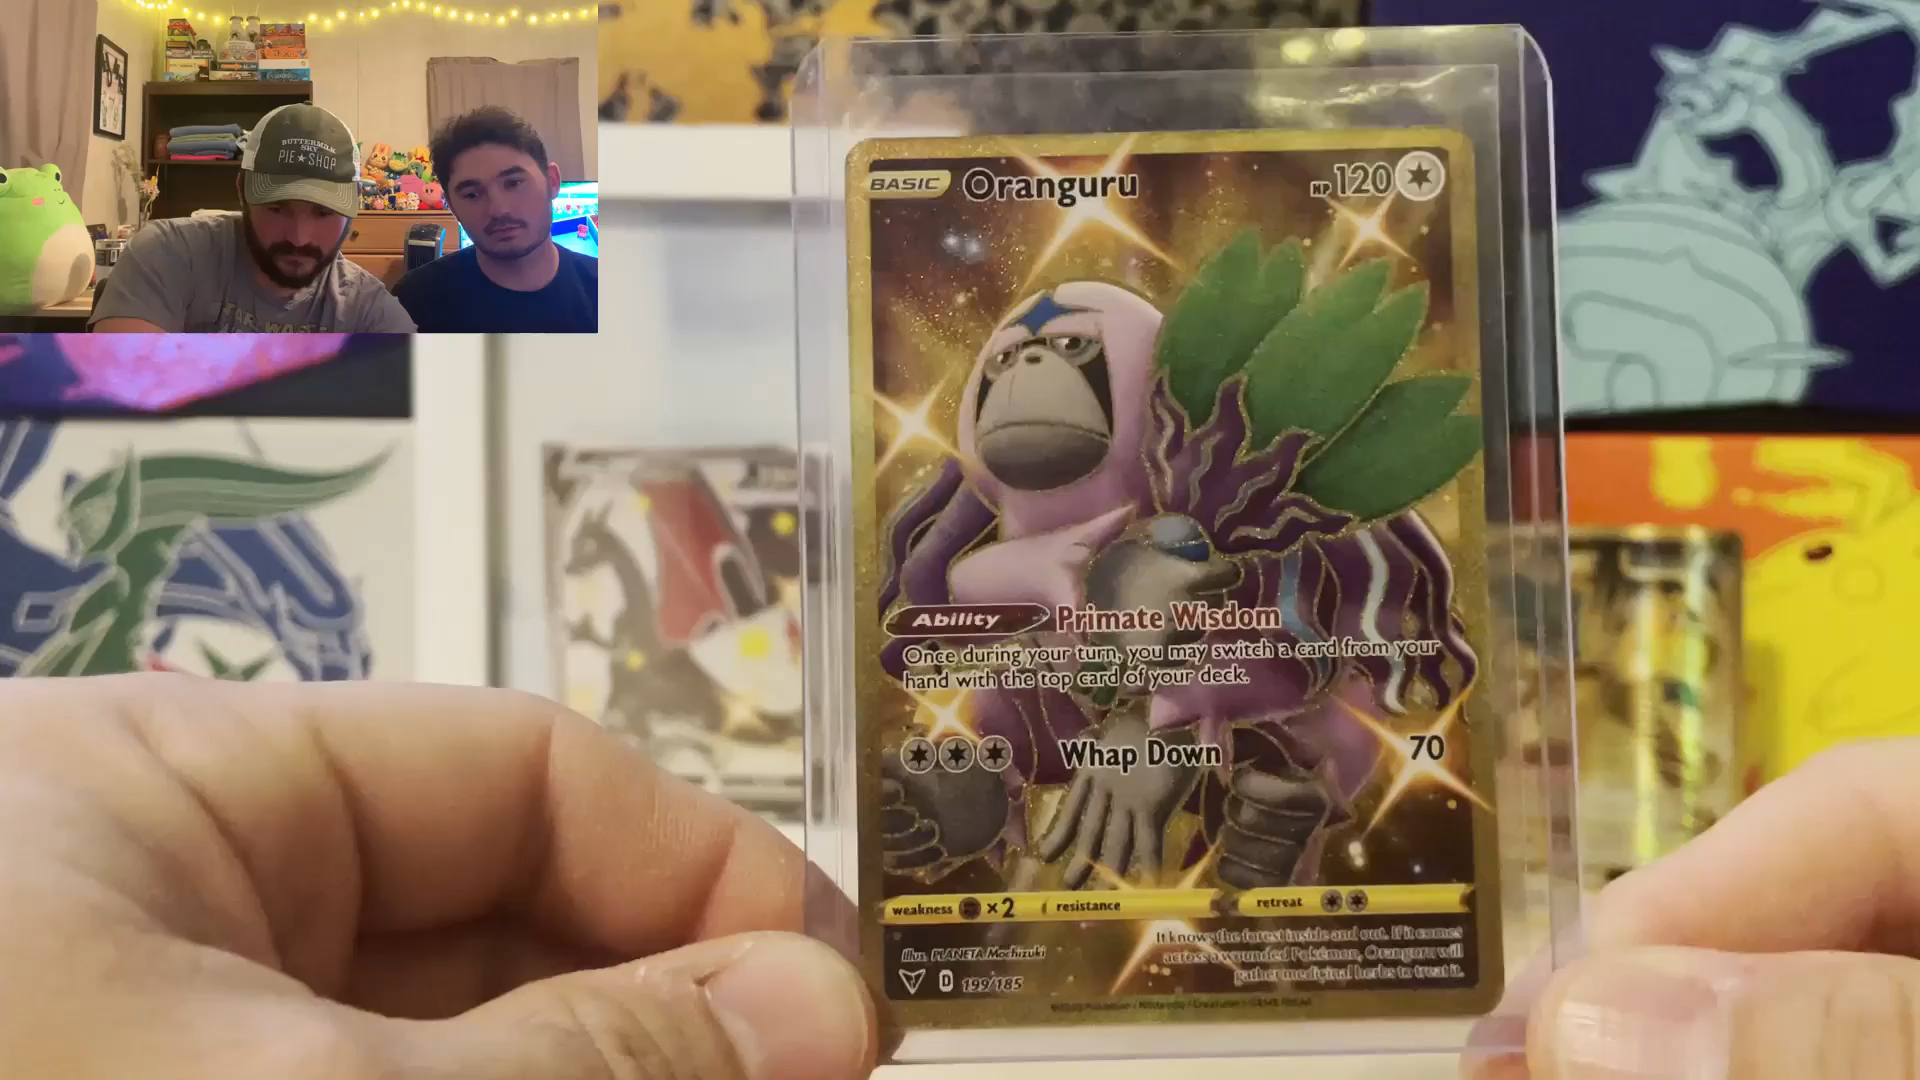 BUTTERMILK
SKY
PIE★SHOP
BASIC Oranguru HP 120
Ability Primate Wisdom
Once during your turn, you may switch a card from your
hand with the top card of your deck.
Whap Down 70
weakness ×2 resistance retreat
Illus. PLANETA Mochizuki
It knows the forest inside and out. If it comes
across a wounded Pokémon, Oranguru will
gather medicinal herbs to treat it.
D 199/185